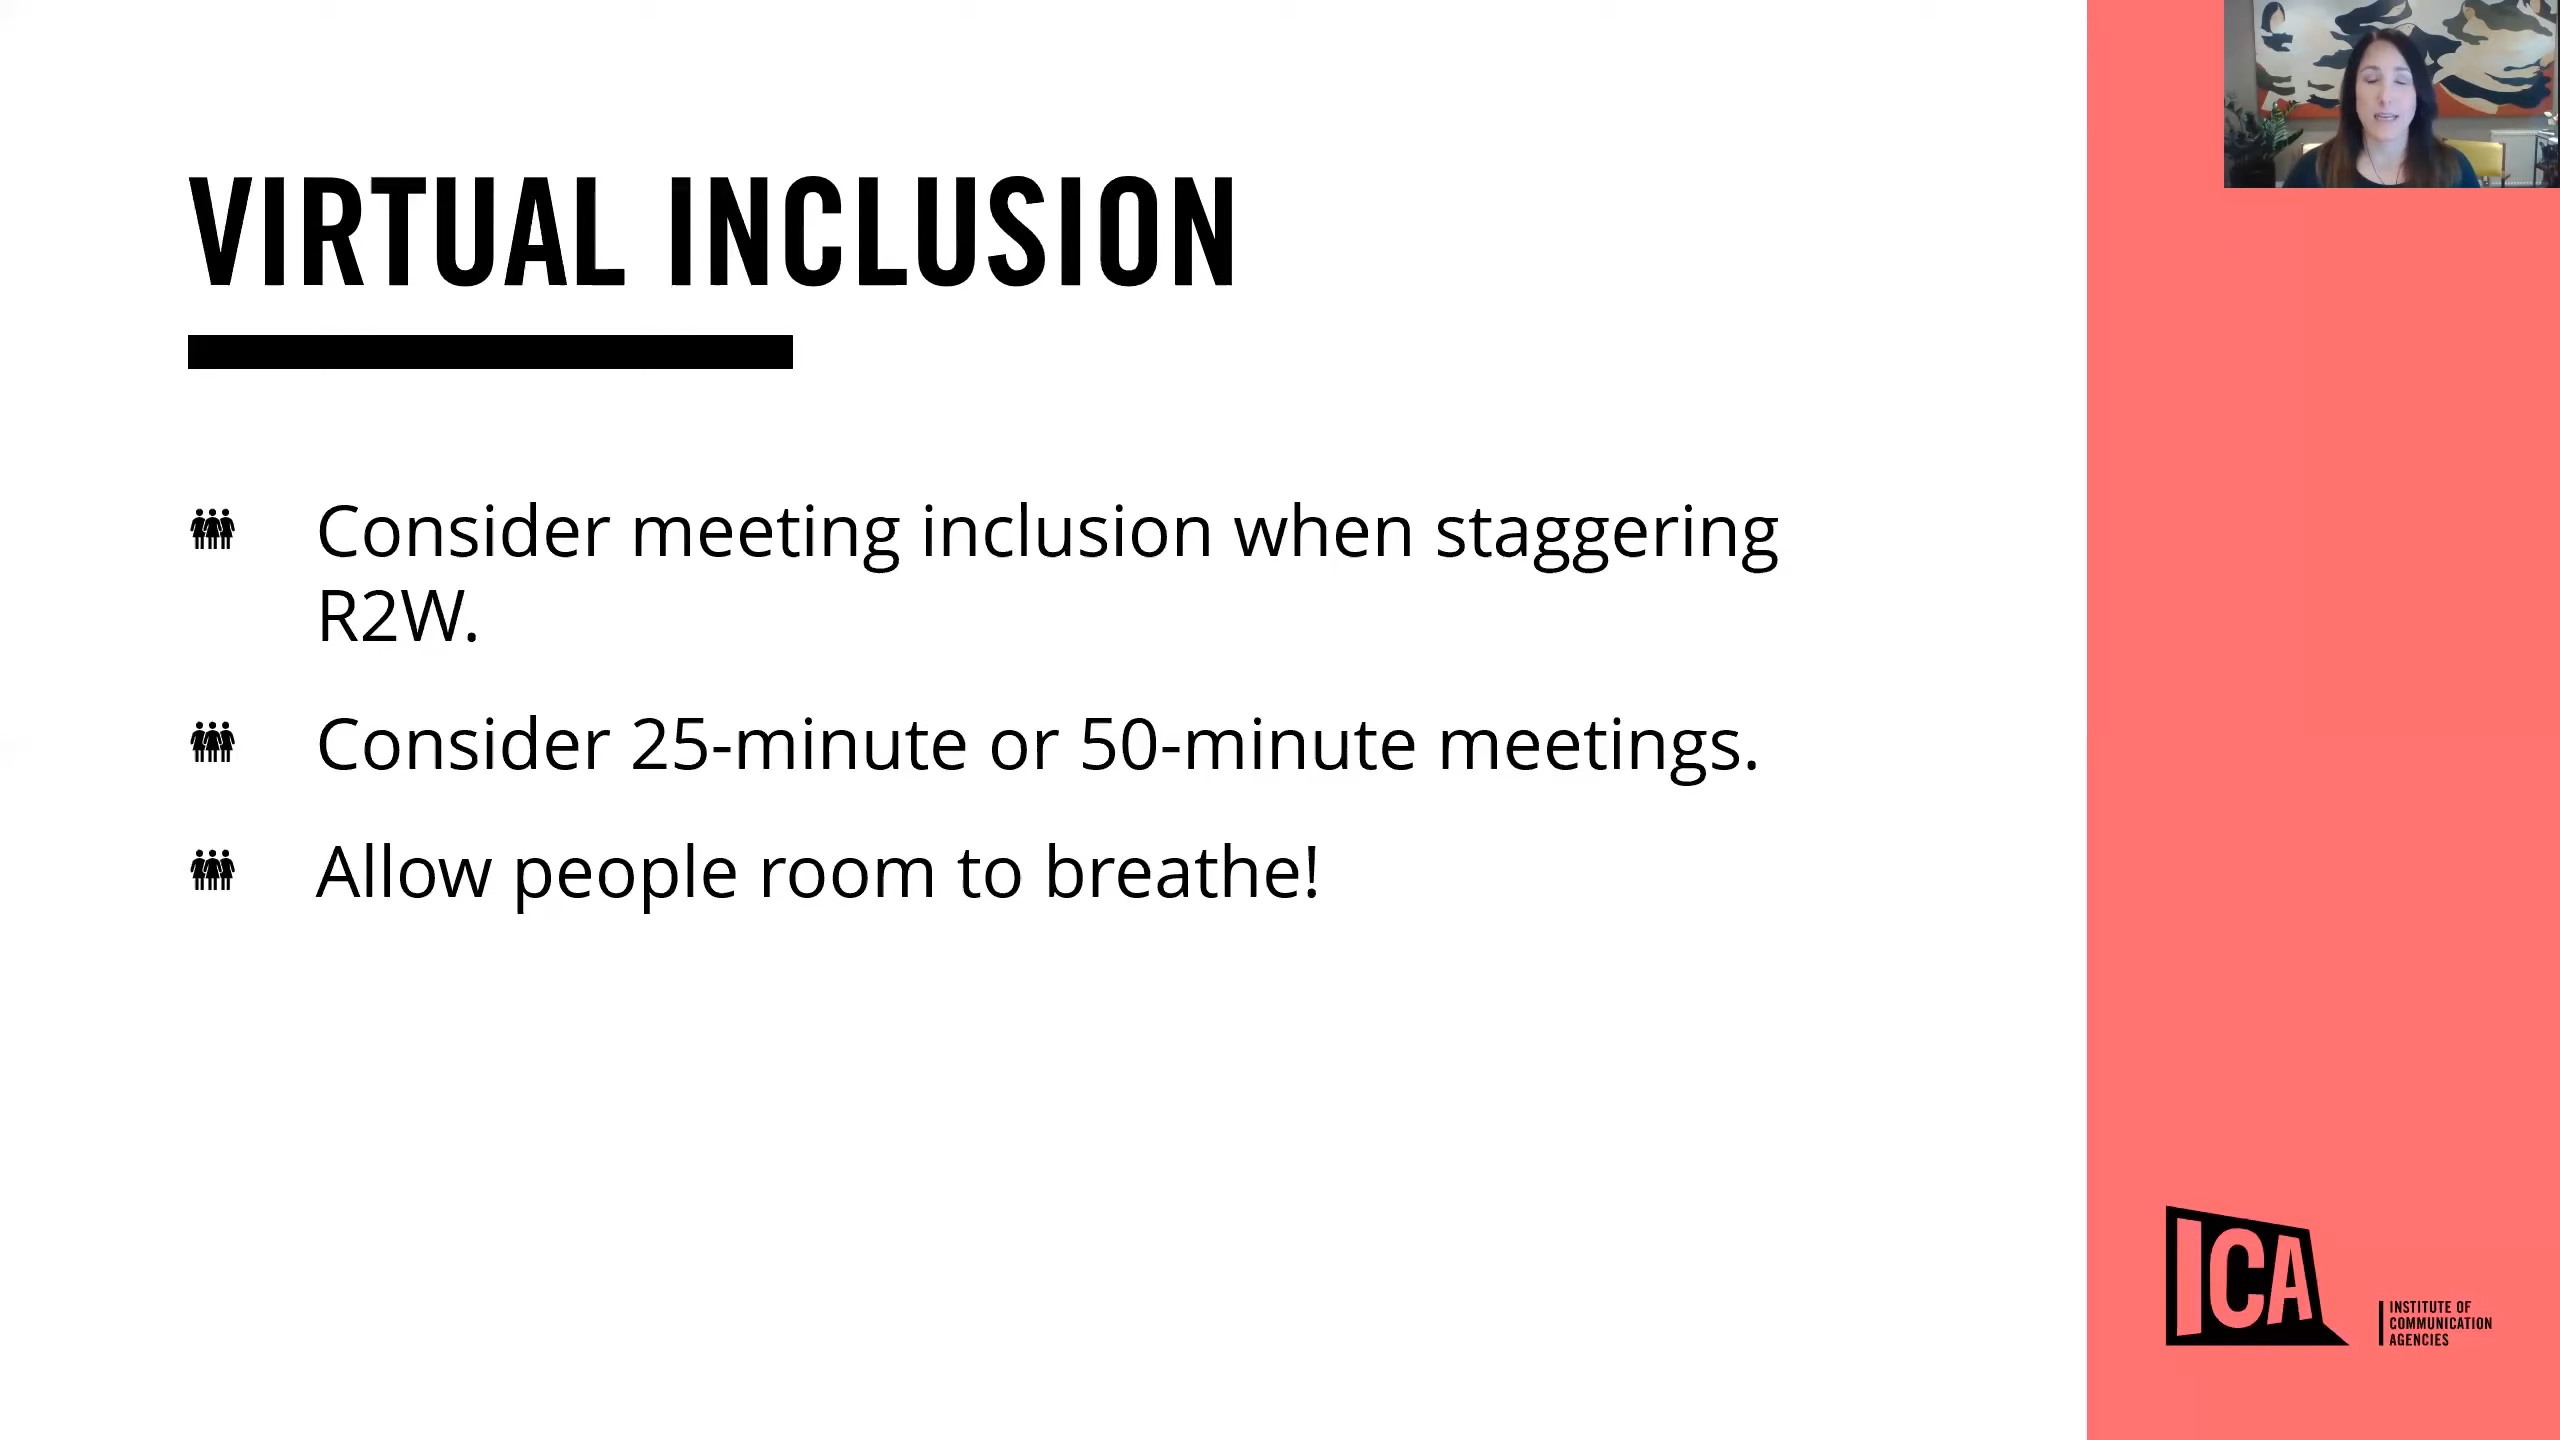 VIRTUAL INCLUSION
Consider meeting inclusion when staggering
R2W.
Consider 25-minute or 50-minute meetings.
Allow people room to breathe!
ICA
INSTITUTE OF
COMMUNICATION
AGENCIES